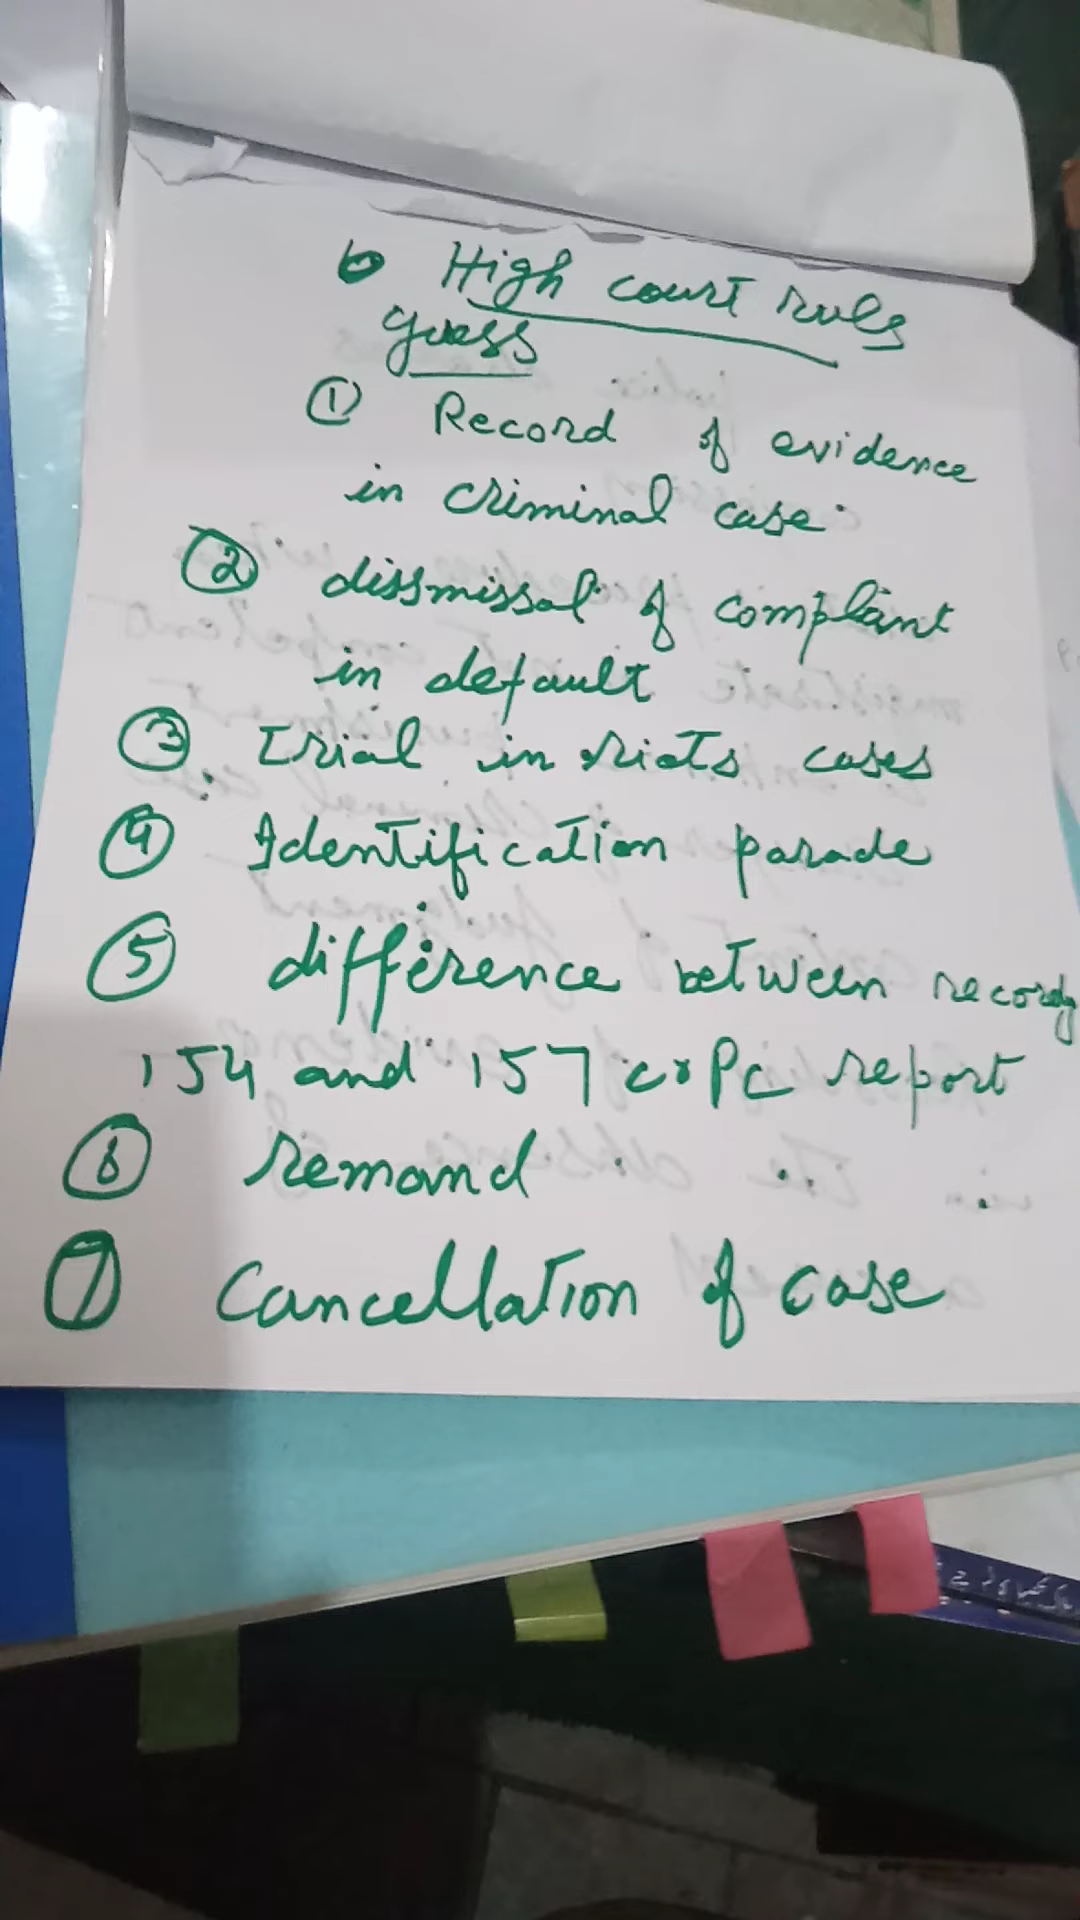 High court rules
guess
① Record of evidence
in criminal case
② dissmissal of complaint
in default
③ Trial in riots cases
④ Identification parade
⑤ difference between record
154 and 157 crPc report
⑥ remand
⑦ Cancellation of case